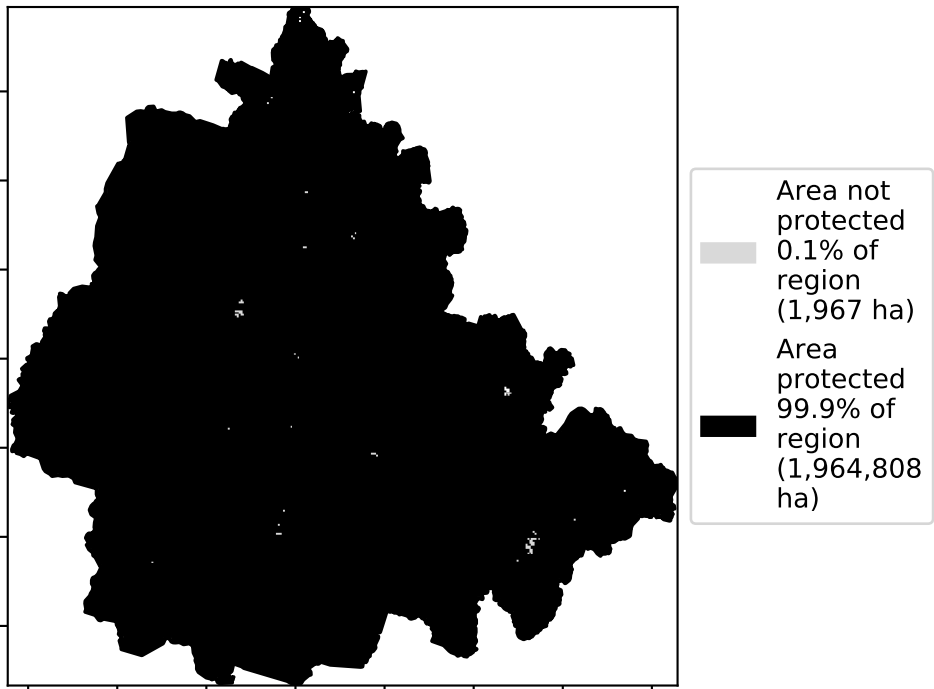 Area not
protected
0.1% of
region
(1,967 ha)
Area
protected
99.9% of
region
(1,964,808
ha)